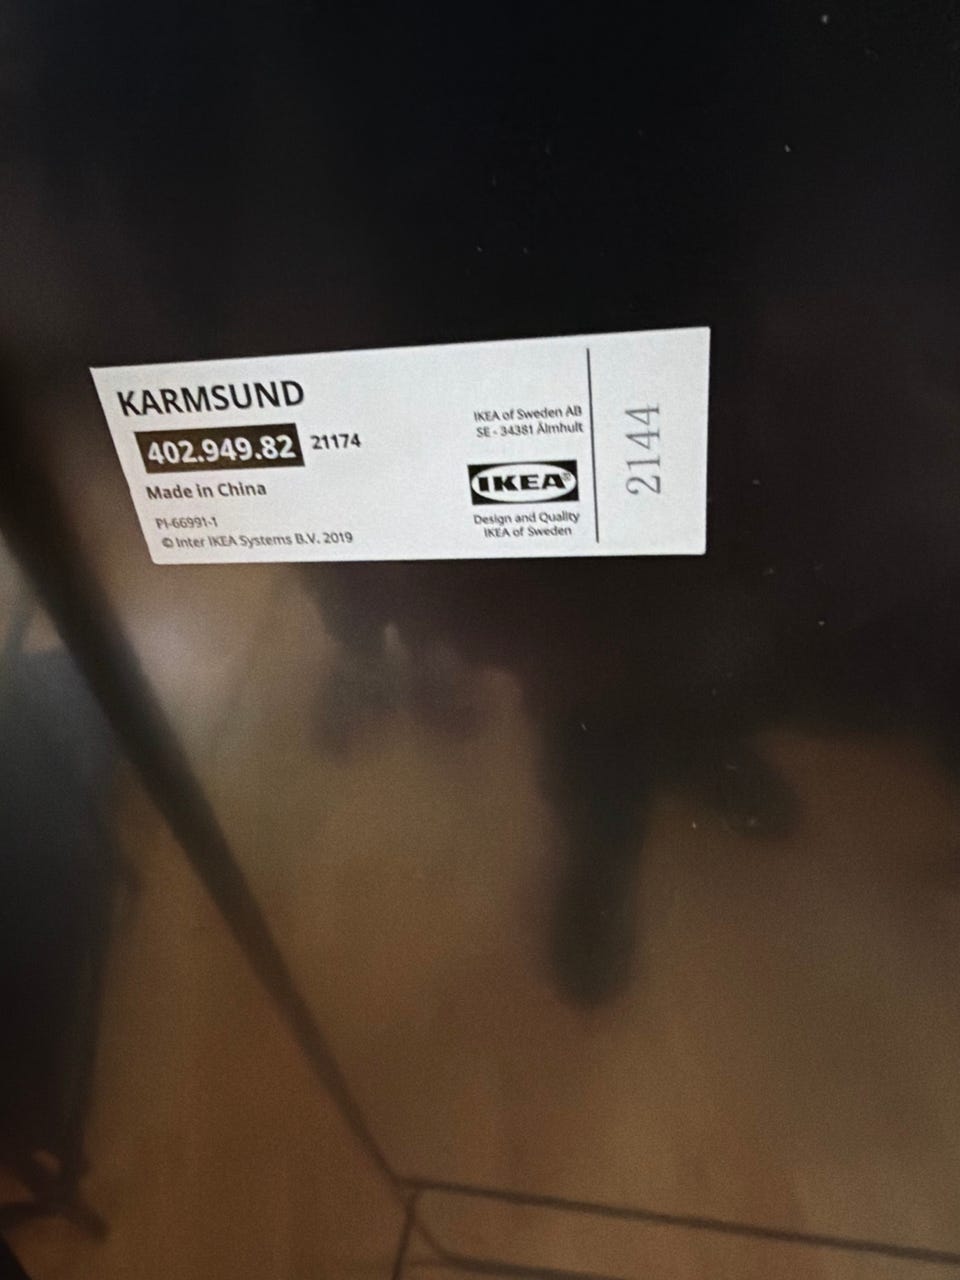 KARMSUND
402.949.82 21174
Made in China
PI-66991-1
© Inter IKEA Systems B.V. 2019
IKEA of Sweden AB
SE - 34381 Älmhult
IKEA®
Design and Quality
IKEA of Sweden
2144